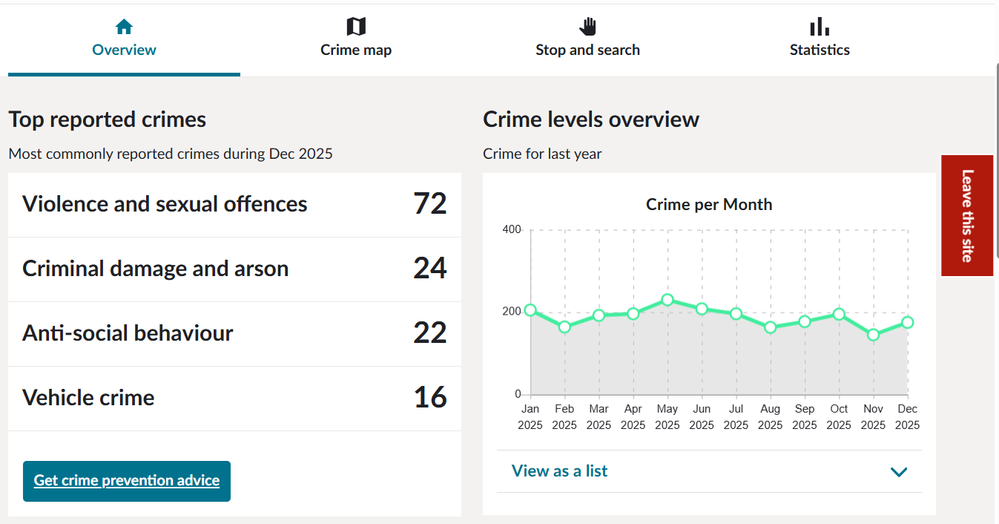 Overview
Crime map
Stop and search
Statistics
Top reported crimes
Most commonly reported crimes during Dec 2025
Violence and sexual offences 72
Criminal damage and arson 24
Anti-social behaviour 22
Vehicle crime 16
Get crime prevention advice
Crime levels overview
Crime for last year
Crime per Month
400
200
0
Jan Feb Mar Apr May Jun Jul Aug Sep Oct Nov Dec
2025 2025 2025 2025 2025 2025 2025 2025 2025 2025 2025 2025
View as a list
Leave this site